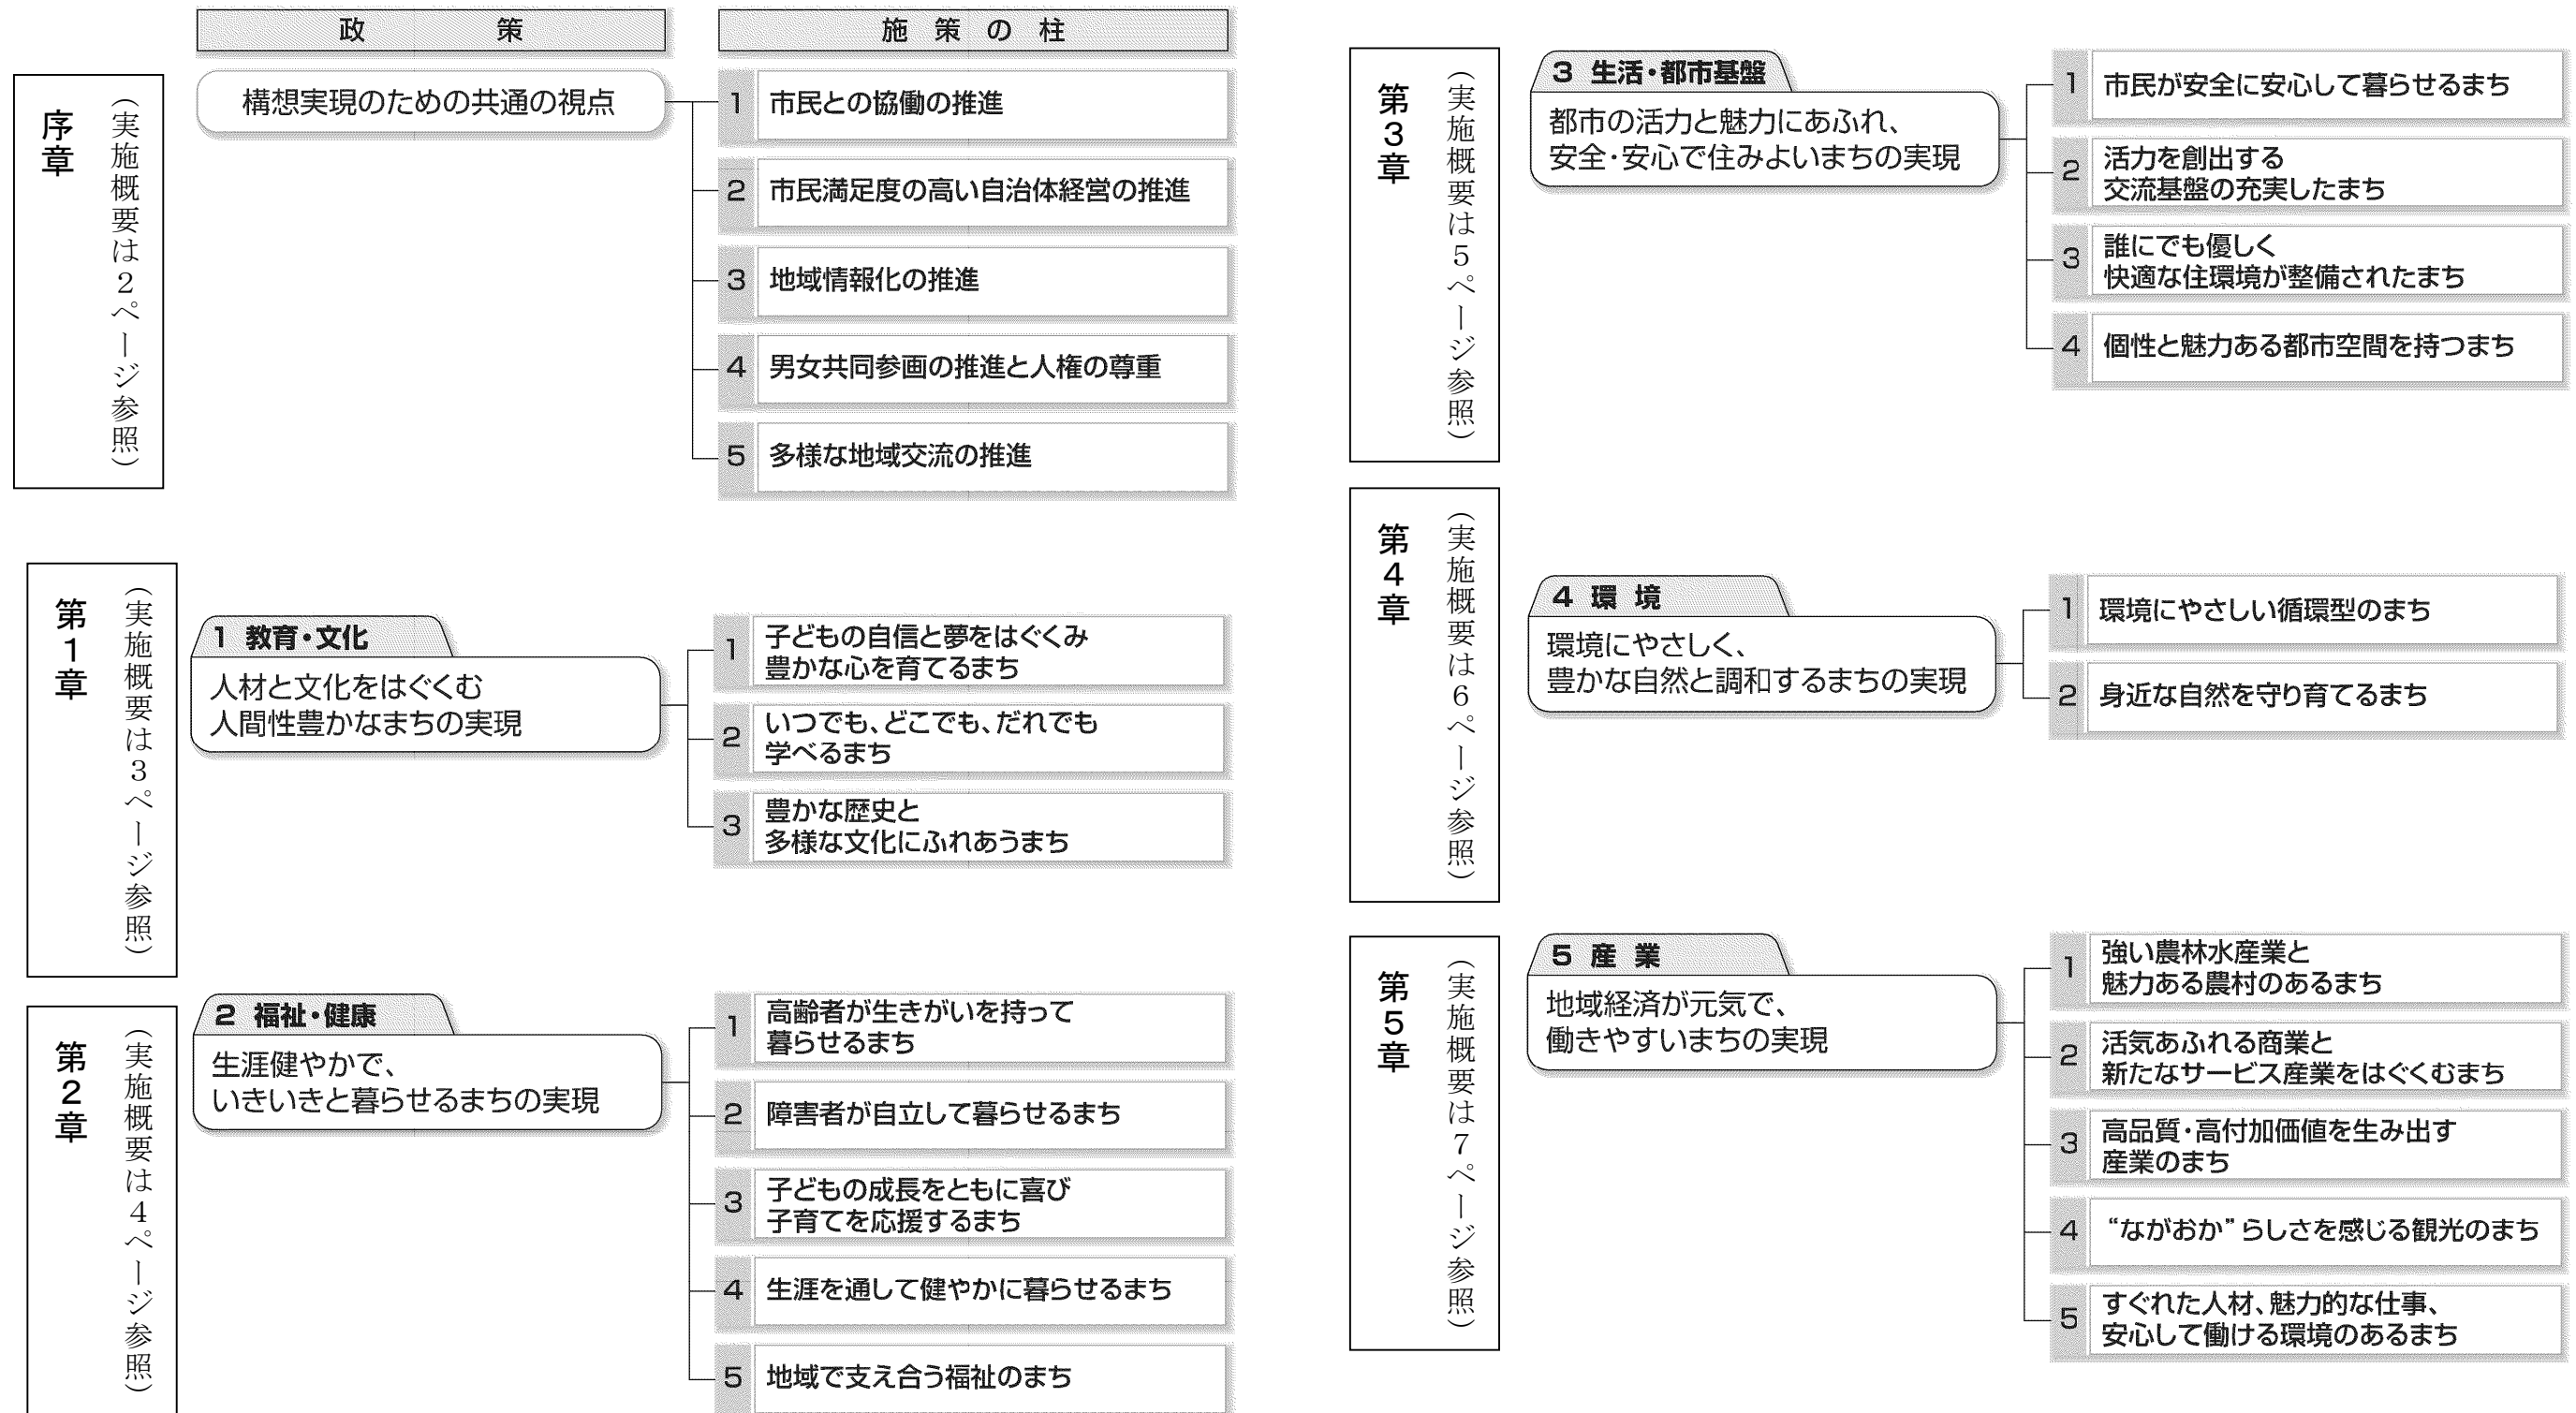 政　　策
施　策　の　柱
序章
（実施概要は２ページ参照）
構想実現のための共通の視点
1 市民との協働の推進
2 市民満足度の高い自治体経営の推進
3 地域情報化の推進
4 男女共同参画の推進と人権の尊重
5 多様な地域交流の推進
第１章
（実施概要は３ページ参照）
1 教育・文化
人材と文化をはぐくむ
人間性豊かなまちの実現
1 子どもの自信と夢をはぐくみ
豊かな心を育てるまち
2 いつでも、どこでも、だれでも
学べるまち
3 豊かな歴史と
多様な文化にふれあうまち
第２章
（実施概要は４ページ参照）
2 福祉・健康
生涯健やかで、
いきいきと暮らせるまちの実現
1 高齢者が生きがいを持って
暮らせるまち
2 障害者が自立して暮らせるまち
3 子どもの成長をともに喜び
子育てを応援するまち
4 生涯を通して健やかに暮らせるまち
5 地域で支え合う福祉のまち
第３章
（実施概要は５ページ参照）
3 生活・都市基盤
都市の活力と魅力にあふれ、
安全・安心で住みよいまちの実現
1 市民が安全に安心して暮らせるまち
2 活力を創出する
交流基盤の充実したまち
3 誰にでも優しく
快適な住環境が整備されたまち
4 個性と魅力ある都市空間を持つまち
第４章
（実施概要は６ページ参照）
4 環 境
環境にやさしく、
豊かな自然と調和するまちの実現
1 環境にやさしい循環型のまち
2 身近な自然を守り育てるまち
第５章
（実施概要は７ページ参照）
5 産 業
地域経済が元気で、
働きやすいまちの実現
1 強い農林水産業と
魅力ある農村のあるまち
2 活気あふれる商業と
新たなサービス産業をはぐくむまち
3 高品質・高付加価値を生み出す
産業のまち
4 “ながおか”らしさを感じる観光のまち
5 すぐれた人材、魅力的な仕事、
安心して働ける環境のあるまち